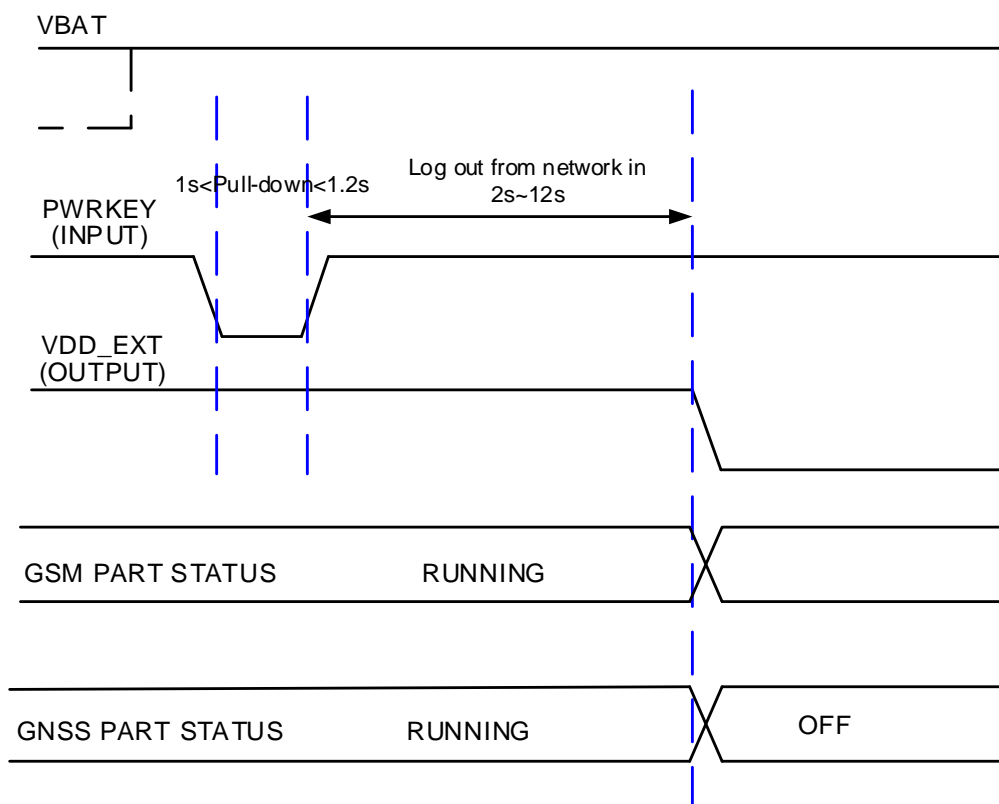 VBAT
Log out from network in
2s~12s
1s<Pull-down<1.2s
PWRKEY
(INPUT)
VDD_EXT
(OUTPUT)
GSM PART STATUS RUNNING
GNSS PART STATUS RUNNING OFF